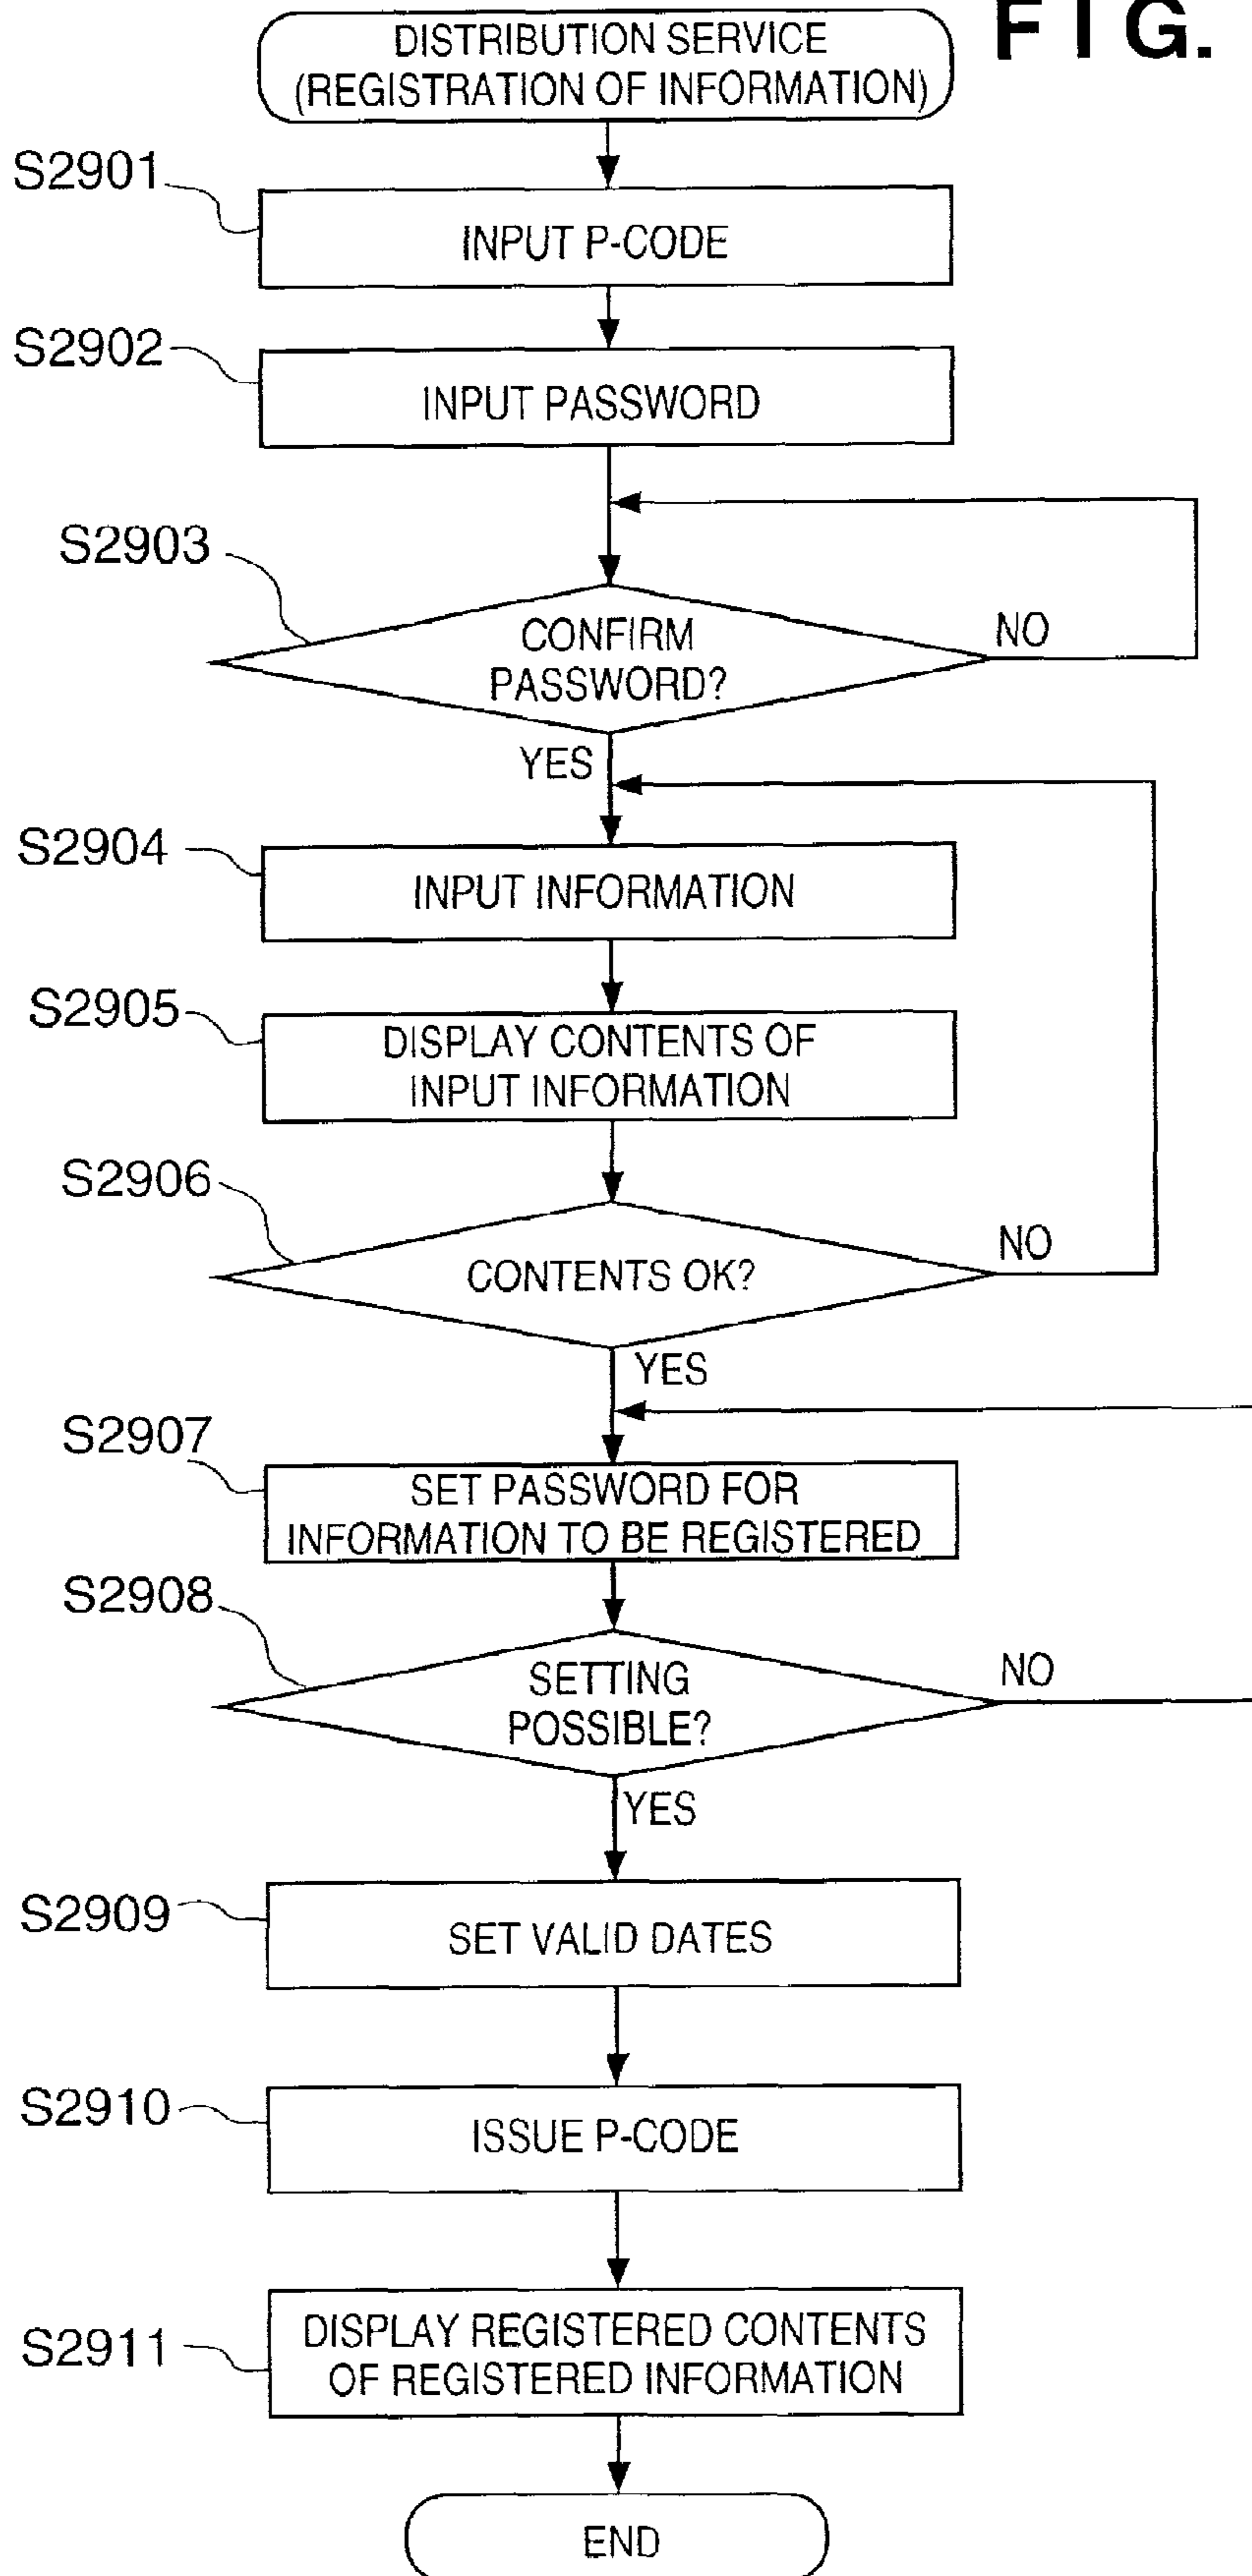 FIG.
DISTRIBUTION SERVICE
(REGISTRATION OF INFORMATION)
S2901
INPUT P-CODE
S2902
INPUT PASSWORD
S2903
CONFIRM
PASSWORD?
NO
YES
S2904
INPUT INFORMATION
S2905
DISPLAY CONTENTS OF
INPUT INFORMATION
S2906
CONTENTS OK?
NO
YES
S2907
SET PASSWORD FOR
INFORMATION TO BE REGISTERED
S2908
SETTING
POSSIBLE?
NO
YES
S2909
SET VALID DATES
S2910
ISSUE P-CODE
S2911
DISPLAY REGISTERED CONTENTS
OF REGISTERED INFORMATION
END